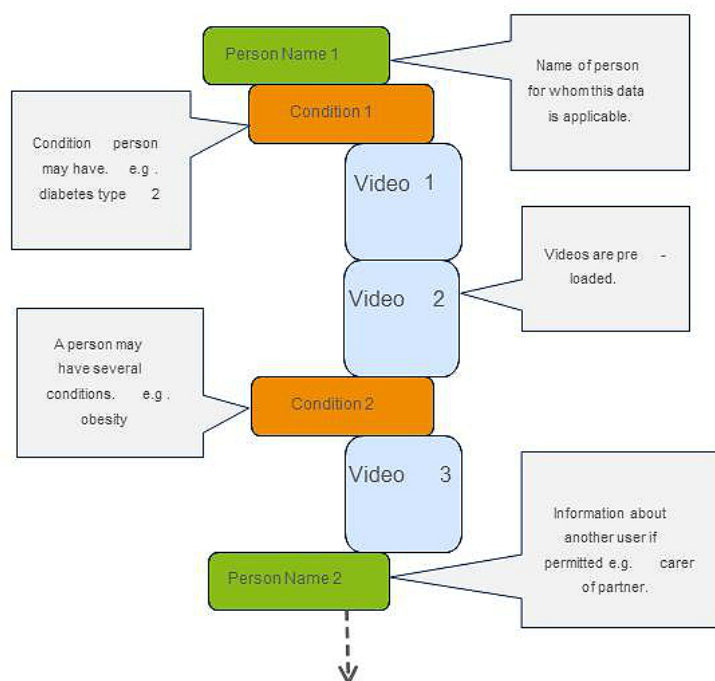 Person Name 1
Name of person
for whom this data
is applicable.
Condition 1
Condition person
may have. e.g.
diabetes type 2
Video 1
Videos are pre -
loaded.
Video 2
A person may
have several
conditions. e.g.
obesity
Condition 2
Video 3
Information about
another user if
permitted e.g. carer
of partner.
Person Name 2